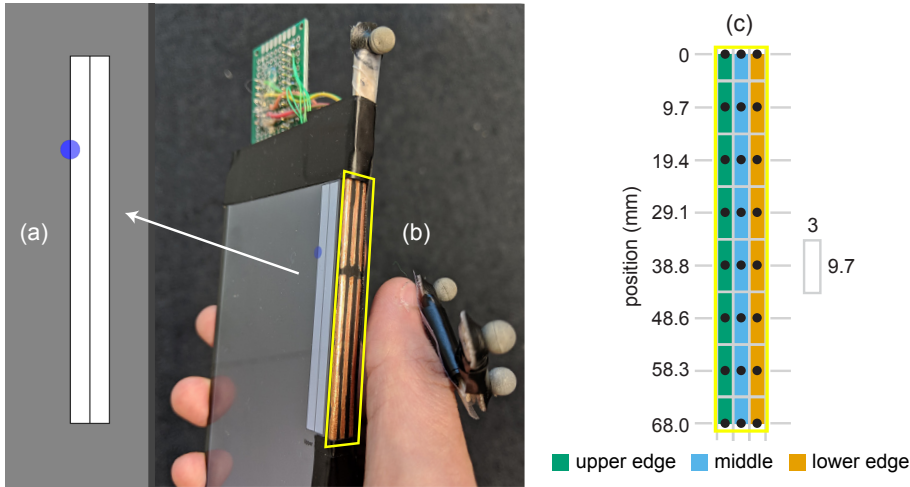 (a)
(b)
(c)
position (mm)
0
9.7
19.4
29.1
38.8
48.6
58.3
68.0
3
9.7
upper edge
middle
lower edge